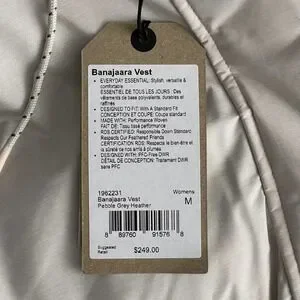 Banajaara Vest
• EVERYDAY ESSENTIAL: Stylish, versatile &
comfortable
ESSENTIEL DE TOUS LES JOURS : Des
vêtements de base polyvalents, durables et
raffinés
• DESIGNED TO FIT: With A Standard Fit
CONCEPTION ET COUPE: Coupe standard
• MADE WITH: Performance Woven
FAIT DE: Tissu tissé performance
• RDS CERTIFIED: Responsible Down Standard
Respects Our Feathered Friends
CERTIFICATION RDS: Respecte le bien-être et
la sûreté de nos amis à plumes
• DESIGNED WITH: PFC-Free DWR
DÉTAIL DE CONCEPTION: Traitement DWR
sans PFC
1962231 Womens
Banajaara Vest M
Pebble Grey Heather
8 89760 91576 8
Suggested
Retail $249.00